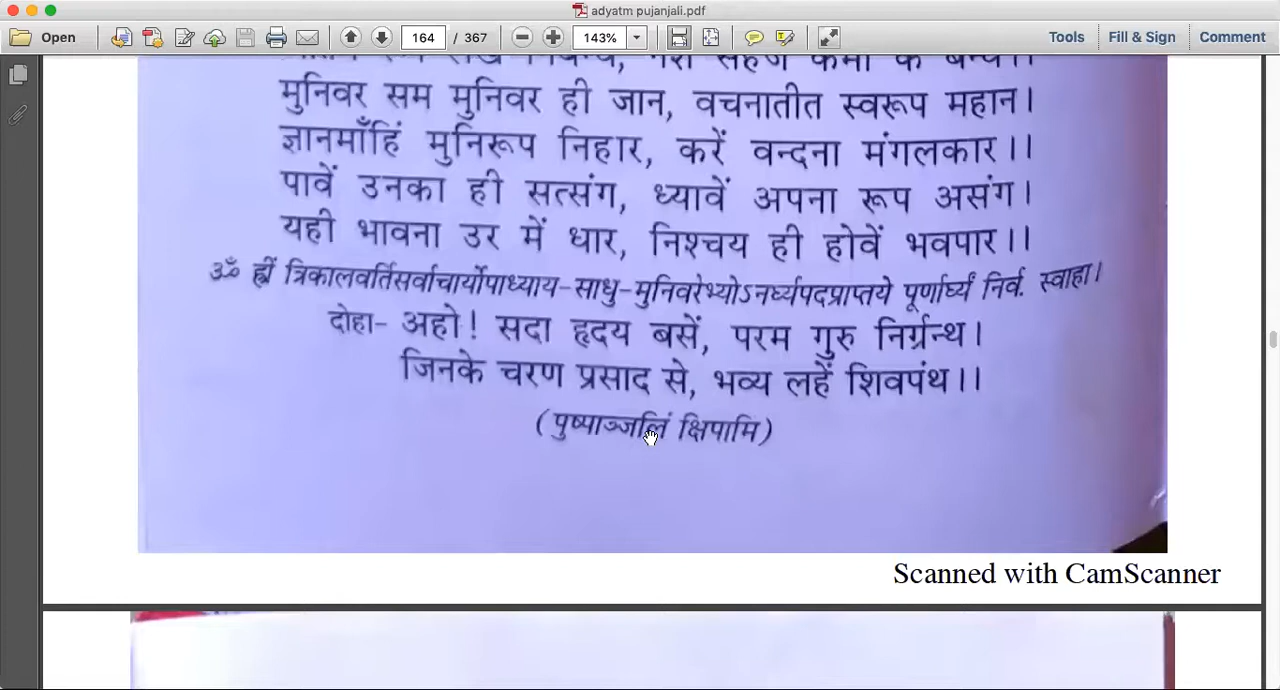 adyatm pujanjali.pdf
Open 164 / 367 143% Tools Fill & Sign Comment
मुनिवर सम मुनिवर ही जान, वचनातीत स्वरूप महान।
ज्ञानमाँहिं मुनिरूप निहार, करें वन्दना मंगलकार।।
पावें उनका ही सत्संग, ध्यावें अपना रूप असंग।
यही भावना उर में धार, निश्चय ही होवें भवपार।।
ॐ ह्रीं त्रिकालवर्तिसर्वाचार्योपाध्याय-साधु-मुनिवरेभ्योऽनर्घ्यपदप्राप्तये पूर्णार्घ्यं निर्व. स्वाहा।
दोहा- अहो! सदा हृदय बसें, परम गुरु निर्ग्रन्थ।
जिनके चरण प्रसाद से, भव्य लहें शिवपंथ।।
(पुष्पाञ्जलिं क्षिपामि)
Scanned with CamScanner